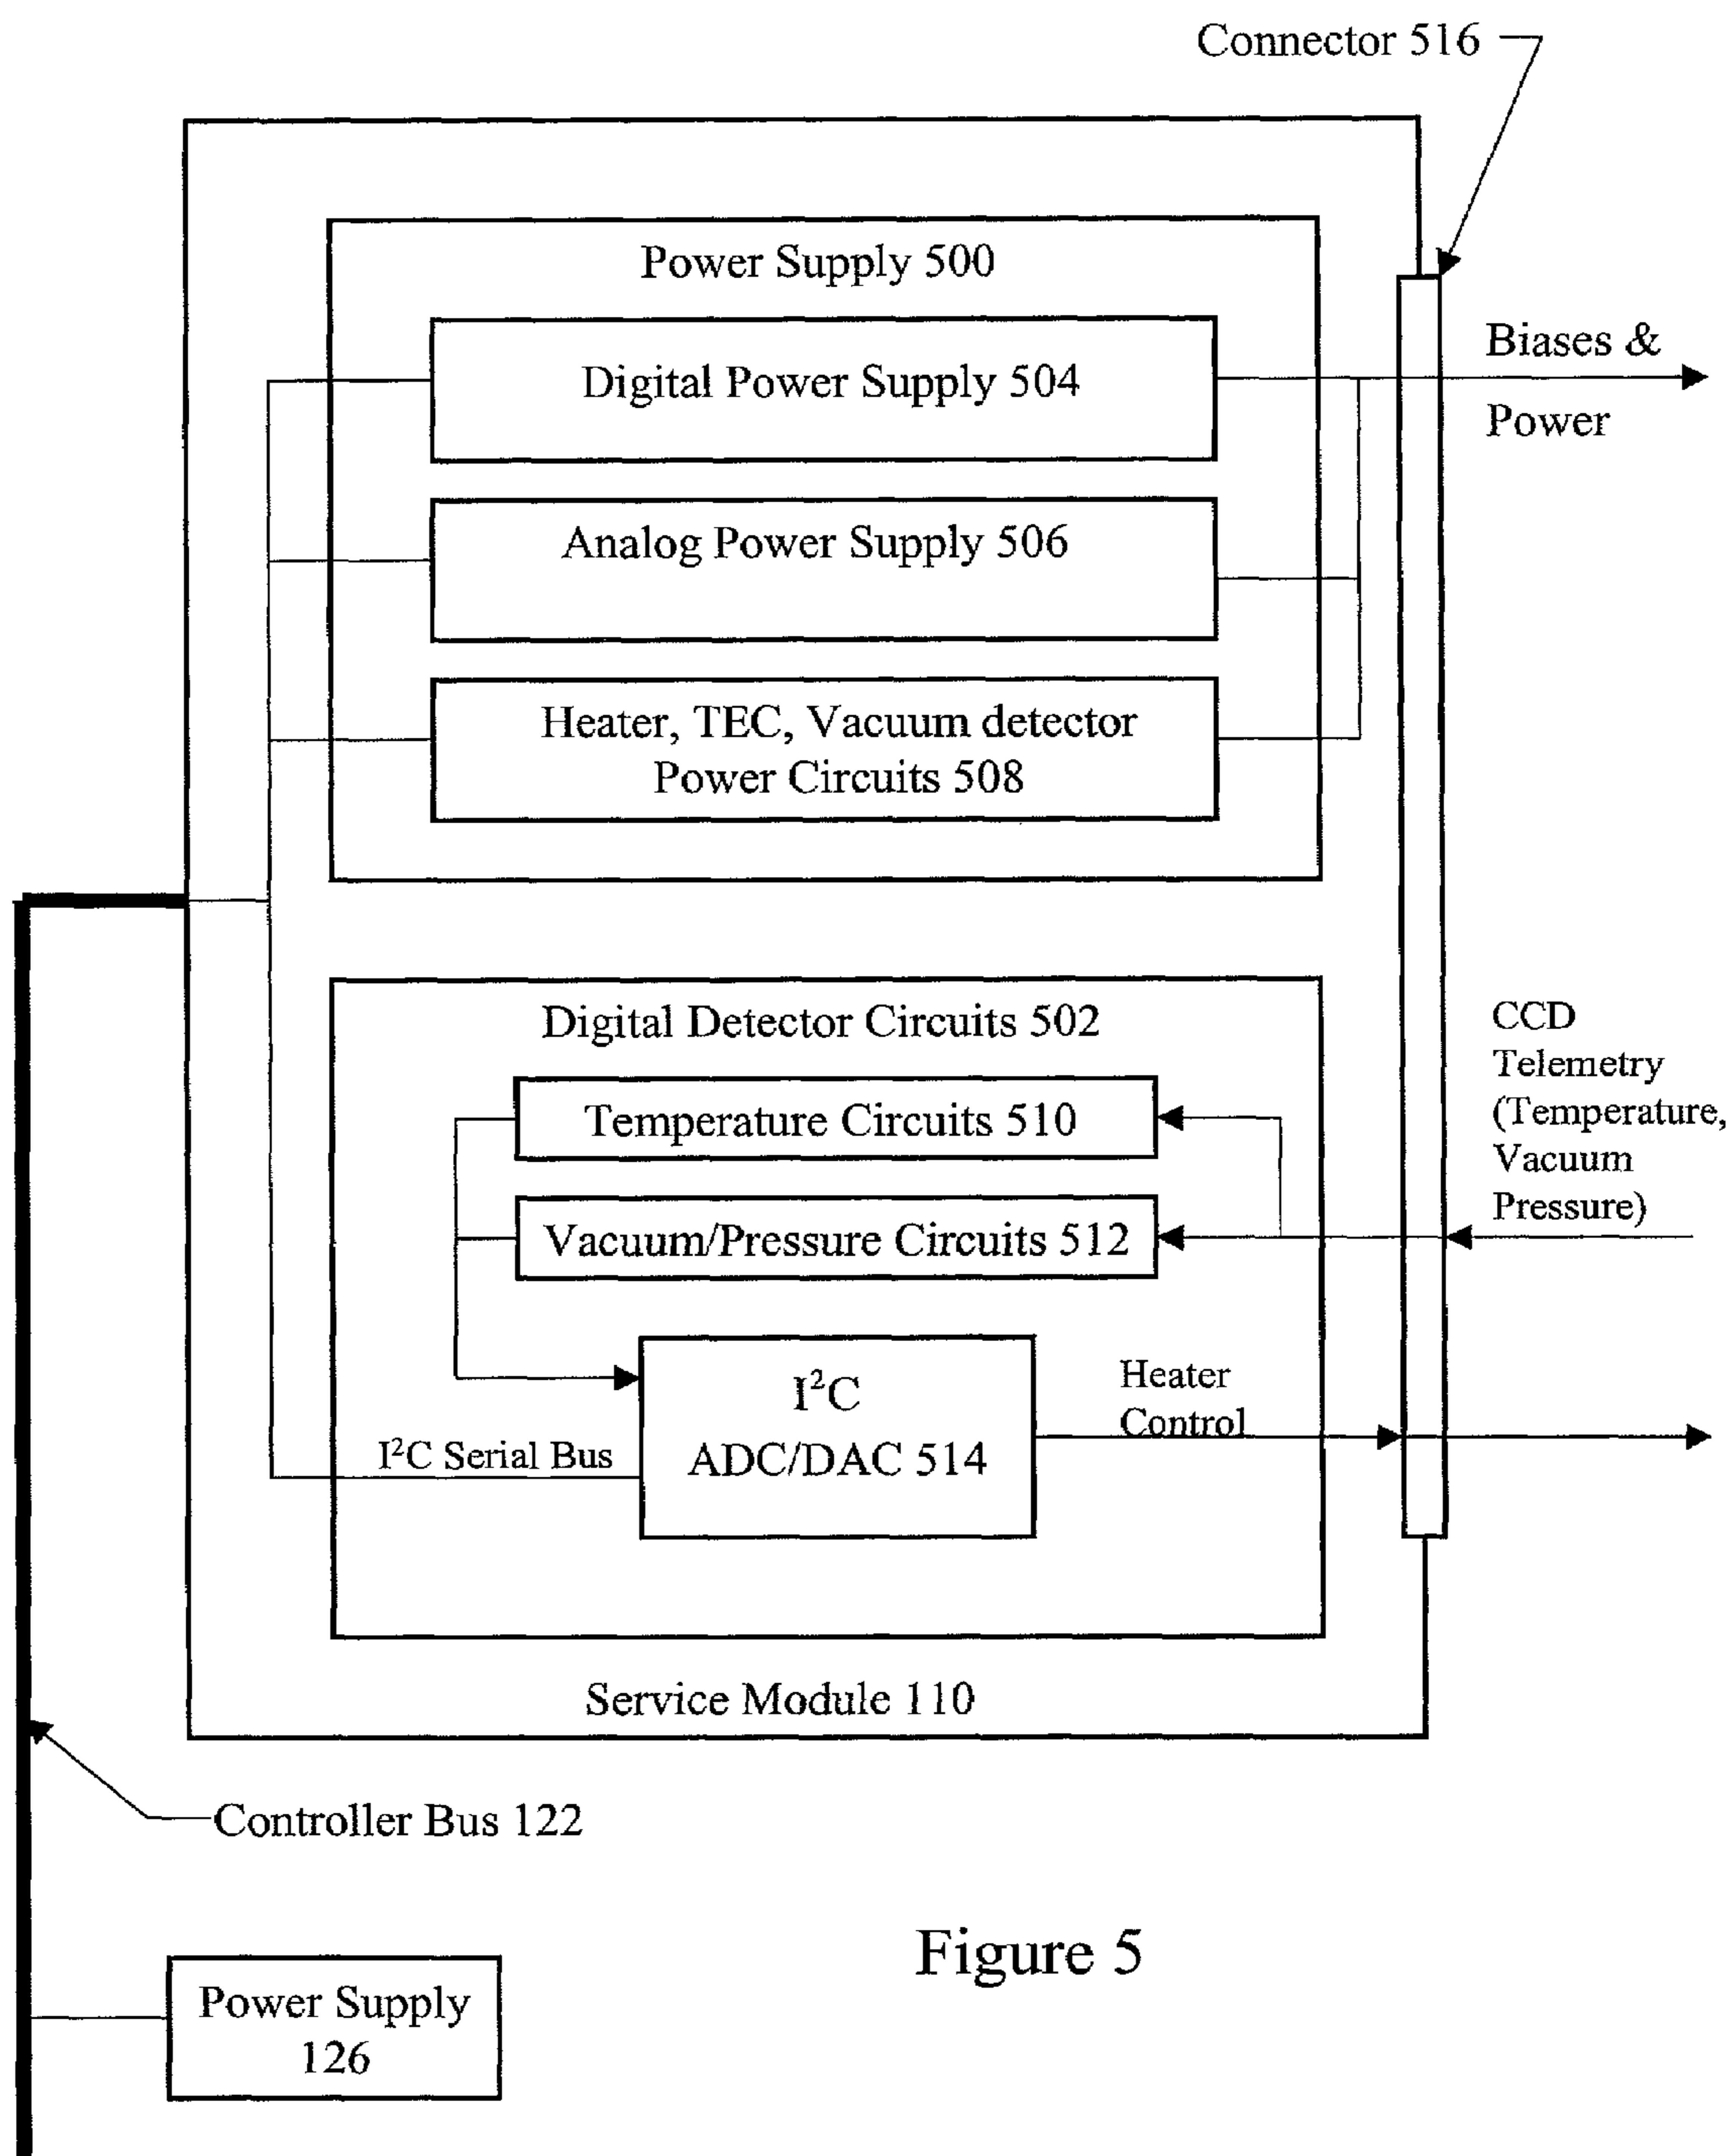 Connector 516
Power Supply 500
Digital Power Supply 504
Biases &
Power
Analog Power Supply 506
Heater, TEC, Vacuum detector
Power Circuits 508
Digital Detector Circuits 502
CCD
Telemetry
(Temperature,
Vacuum
Pressure)
Temperature Circuits 510
Vacuum/Pressure Circuits 512
I²C
ADC/DAC 514
Heater
Control
I²C Serial Bus
Service Module 110
Controller Bus 122
Figure 5
Power Supply
126